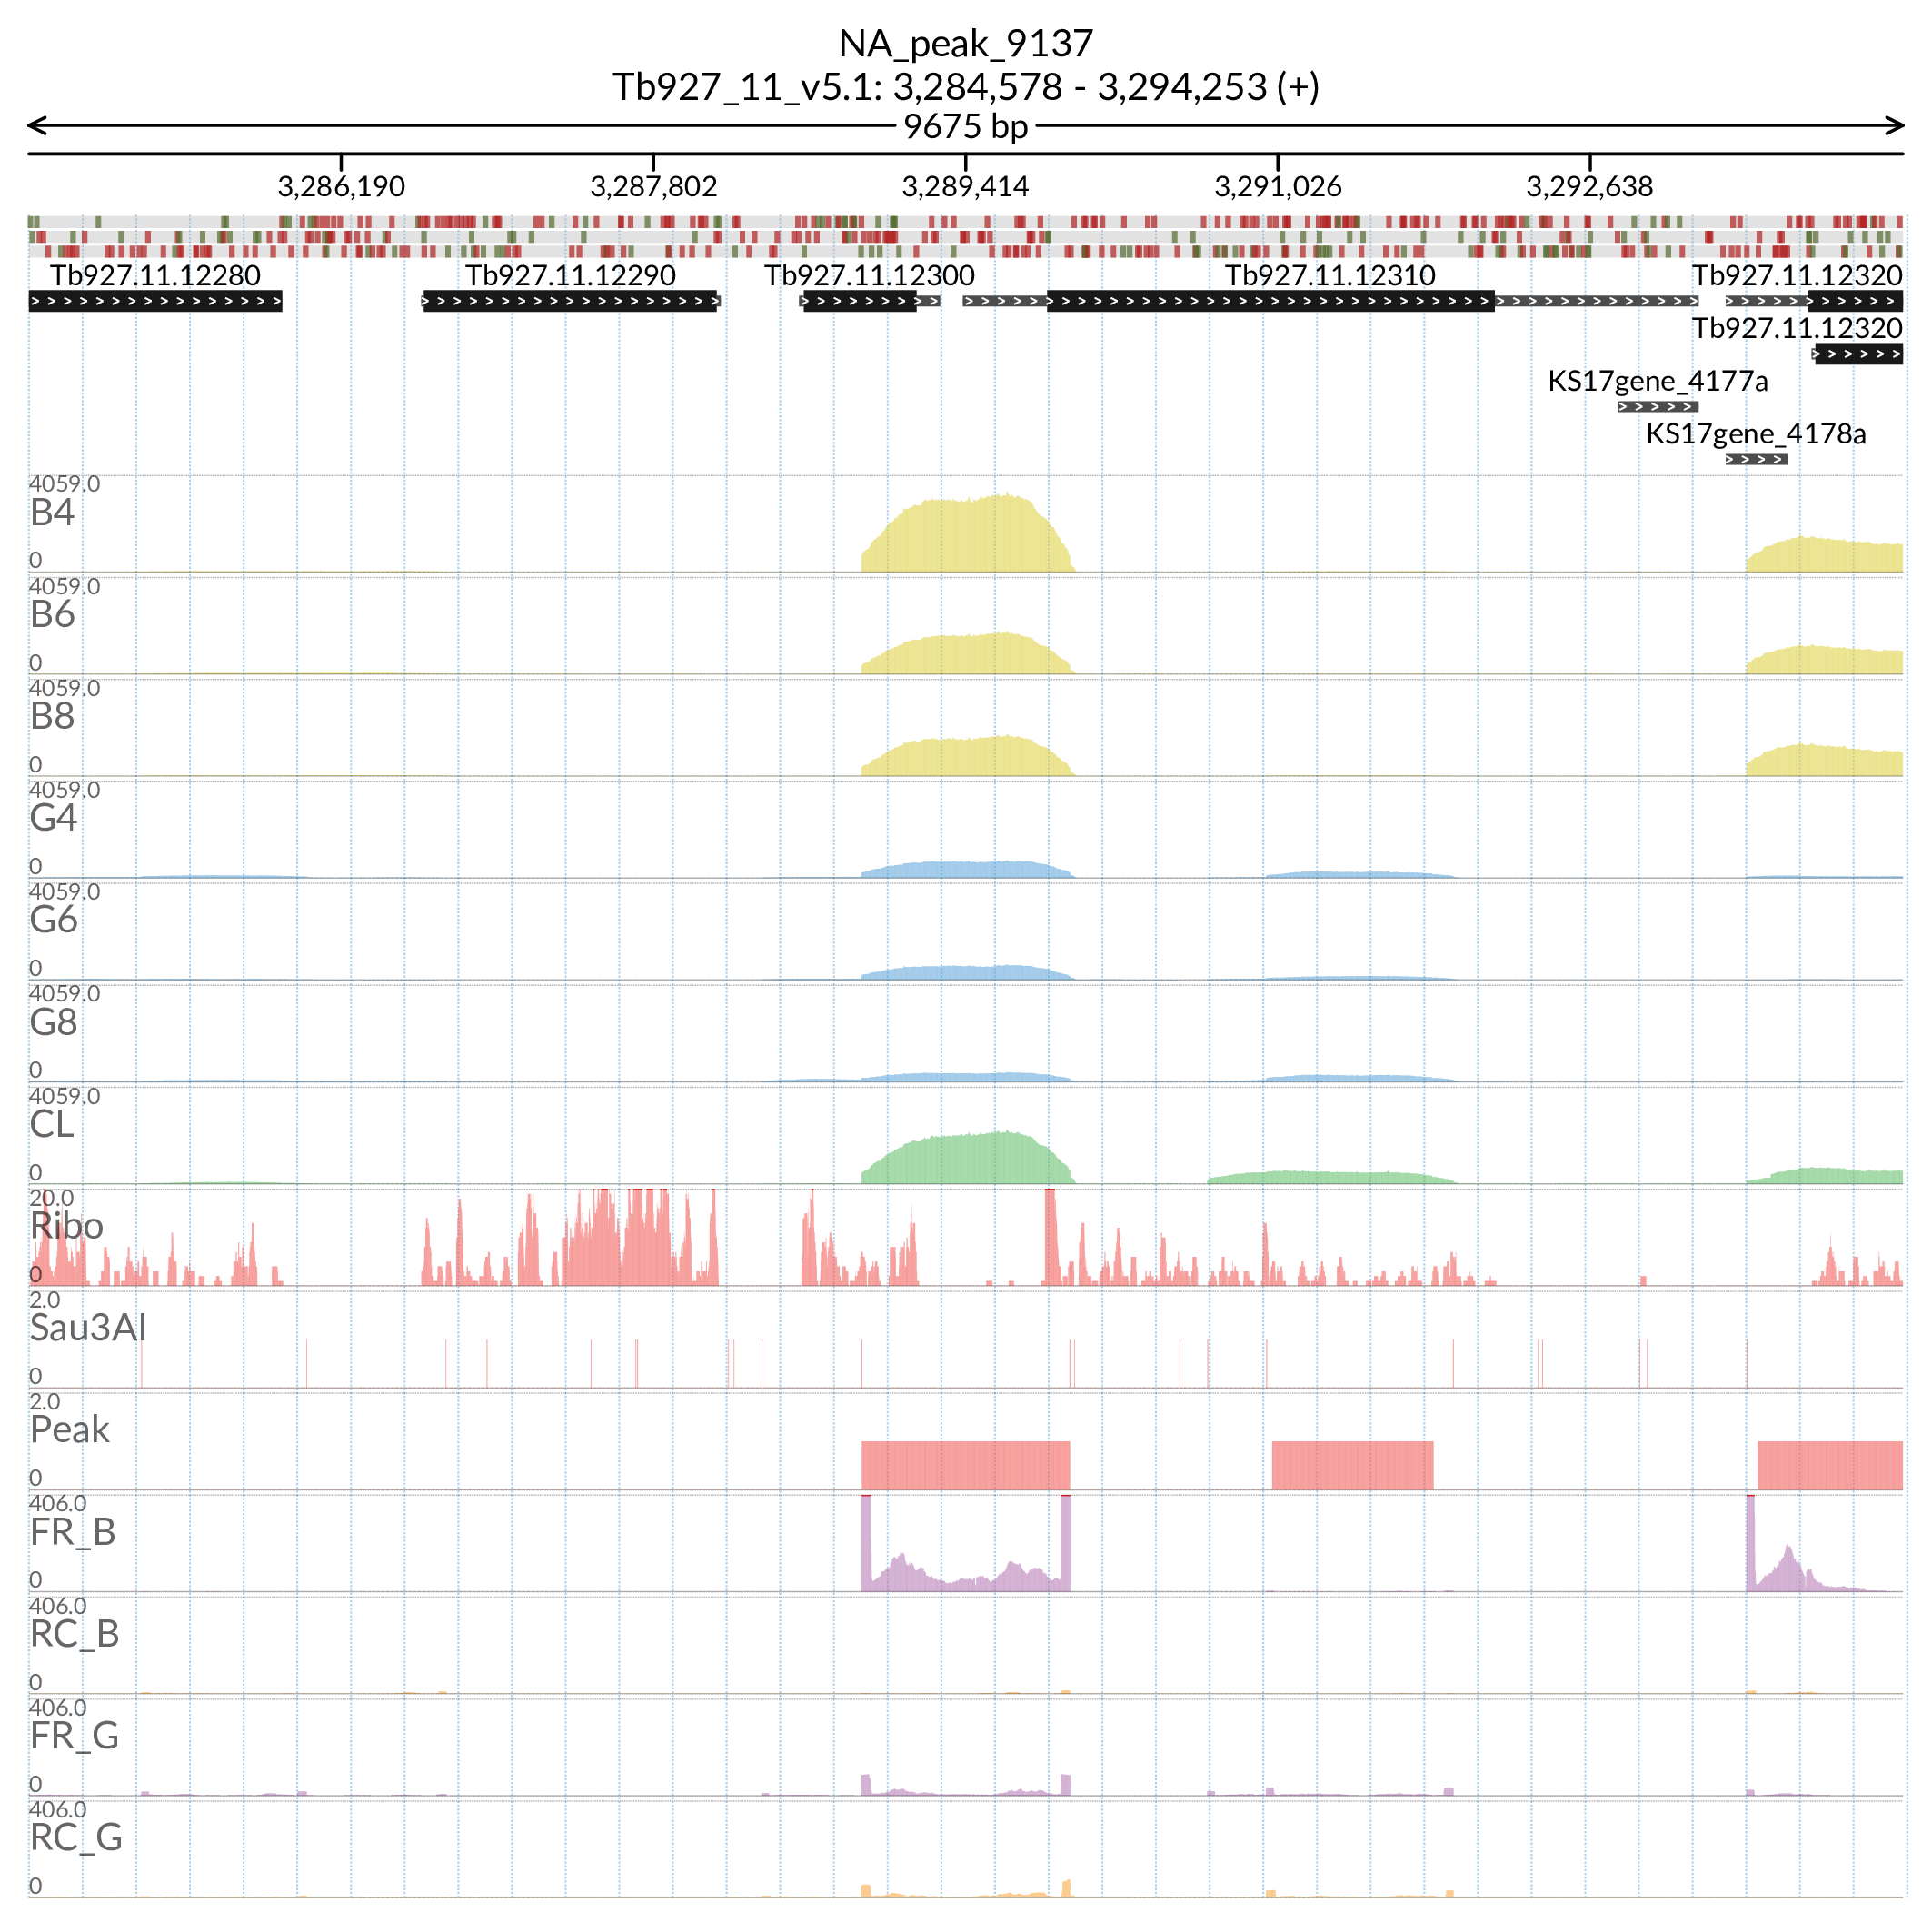 NA_peak_9137
Tb927_11_v5.1: 3,284,578 - 3,294,253 (+)
9675 bp
3,286,190 3,287,802 3,289,414 3,291,026 3,292,638
Tb927.11.12280 Tb927.11.12290 Tb927.11.12300 Tb927.11.12310 Tb927.11.12320
Tb927.11.12320
KS17gene_4177a
KS17gene_4178a
4059.0
B4
0
4059.0
B6
0
4059.0
B8
0
4059.0
G4
0
4059.0
G6
0
4059.0
G8
0
4059.0
CL
0
20.0
Ribo
0
2.0
Sau3AI
0
2.0
Peak
0
406.0
FR_B
0
406.0
RC_B
0
406.0
FR_G
0
406.0
RC_G
0